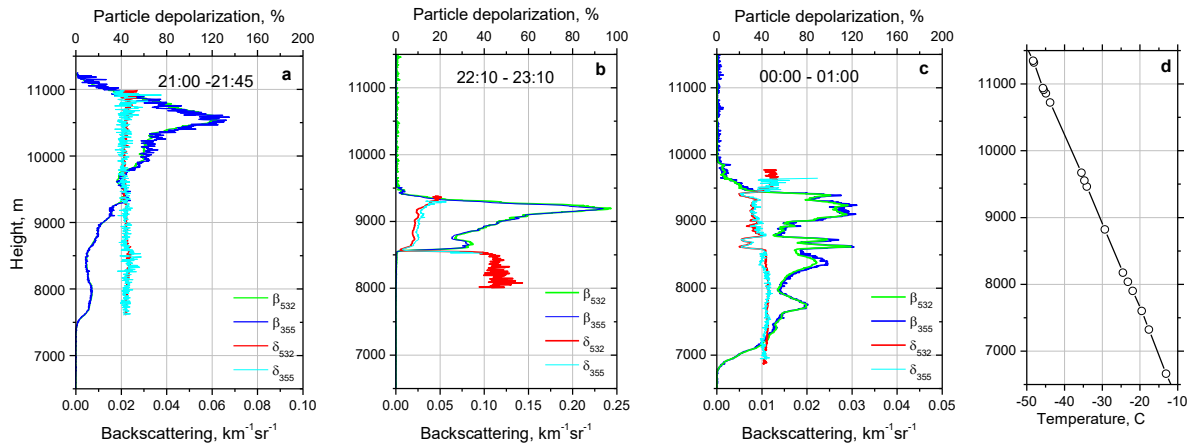 Particle depolarization, %
0 40 80 120 160 200
a
21:00 -21:45
11000
10000
9000
8000
7000
Height, m
β532
β355
δ532
δ355
0.00 0.02 0.04 0.06 0.08 0.10
Backscattering, km-1sr-1
Particle depolarization, %
0 20 40 60 80 100
b
22:10 - 23:10
11000
10000
9000
8000
7000
β532
β355
δ532
δ355
0.00 0.05 0.10 0.15 0.20 0.25
Backscattering, km-1sr-1
Particle depolarization, %
0 40 80 120 160 200
c
00:00 - 01:00
11000
10000
9000
8000
7000
β532
β355
δ532
δ355
0.00 0.01 0.02 0.03 0.04 0.05
Backscattering, km-1sr-1
d
11000
10000
9000
8000
7000
-50 -40 -30 -20 -10
Temperature, C